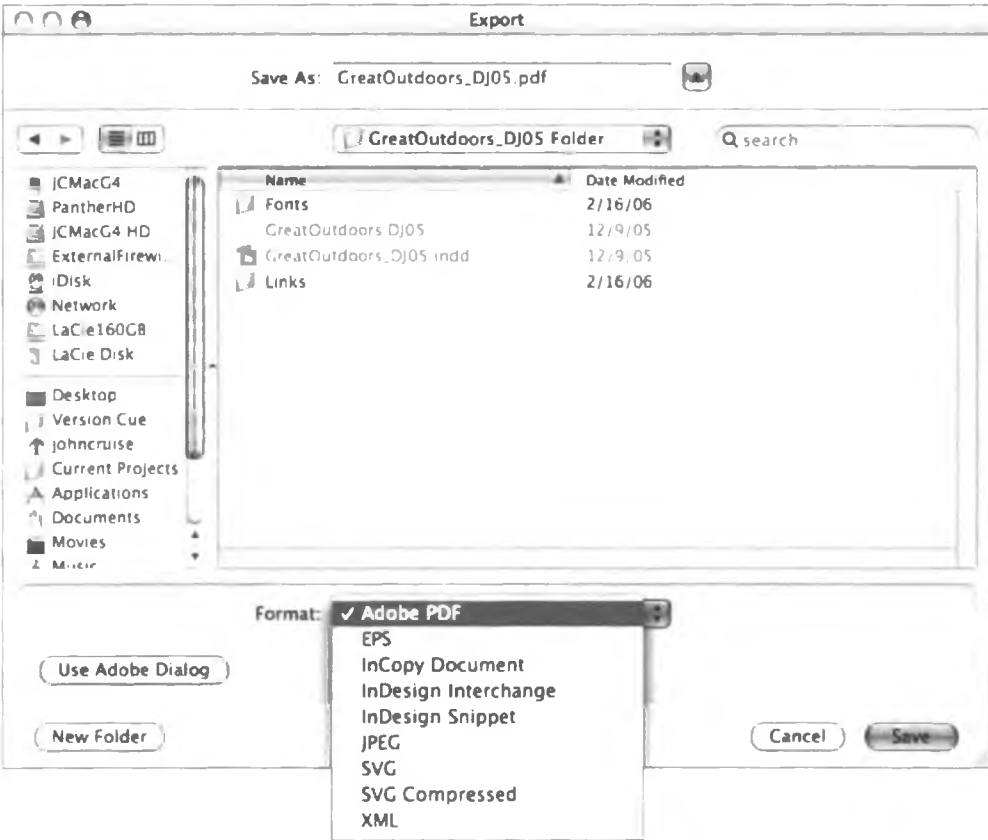 Export
Save As: GreatOutdoors_DJ05.pdf
GreatOutdoors_DJ05 Folder
search
JCMacG4
PantherHD
JCMacG4 HD
ExternalFirewi...
iDisk
Network
LaCie160GB
LaCie Disk
Desktop
Version Cue
johncruise
Current Projects
Applications
Documents
Movies
Music
Name Date Modified
Fonts 2/16/06
GreatOutdoors DJ05 12/9/05
GreatOutdoors_DJ05.indd 12/9/05
Links 2/16/06
Format: ✓ Adobe PDF
EPS
InCopy Document
InDesign Interchange
InDesign Snippet
JPEG
SVG
SVG Compressed
XML
Use Adobe Dialog
New Folder
Cancel
Save